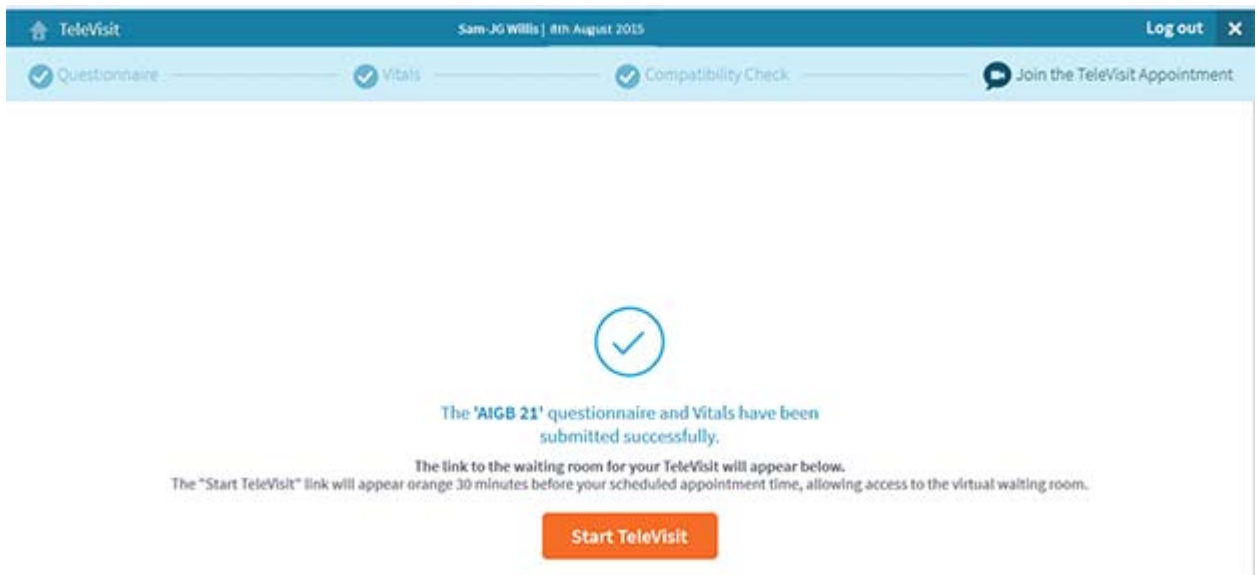 TeleVisit
Sam-JG Willis | 8th August 2015
Log out
Questionnaire
Vitals
Compatibility Check
Join the TeleVisit Appointment
The 'AIGB 21' questionnaire and Vitals have been
submitted successfully.
The link to the waiting room for your TeleVisit will appear below.
The "Start TeleVisit" link will appear orange 30 minutes before your scheduled appointment time, allowing access to the virtual waiting room.
Start TeleVisit